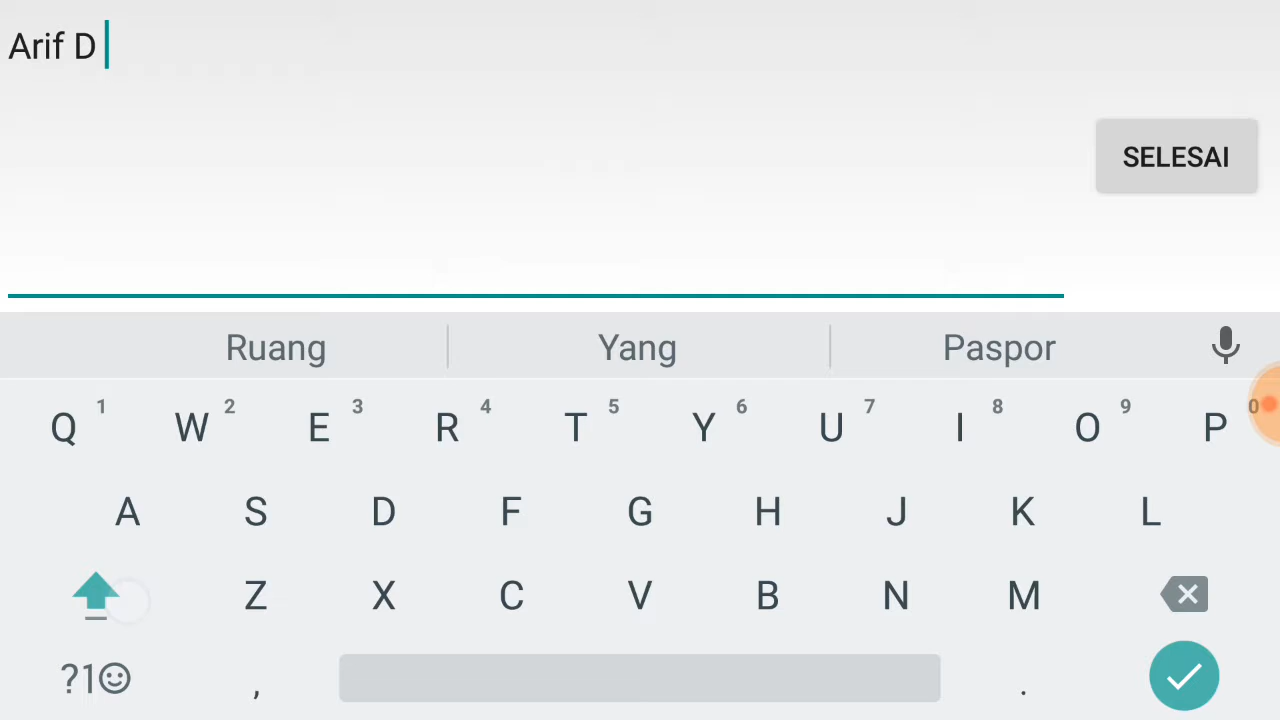 Arif D
SELESAI
Ruang Yang Paspor
Q 1 W 2 E 3 R 4 T 5 Y 6 U 7 I 8 O 9 P 0
A S D F G H J K L
Z X C V B N M
?1 , .